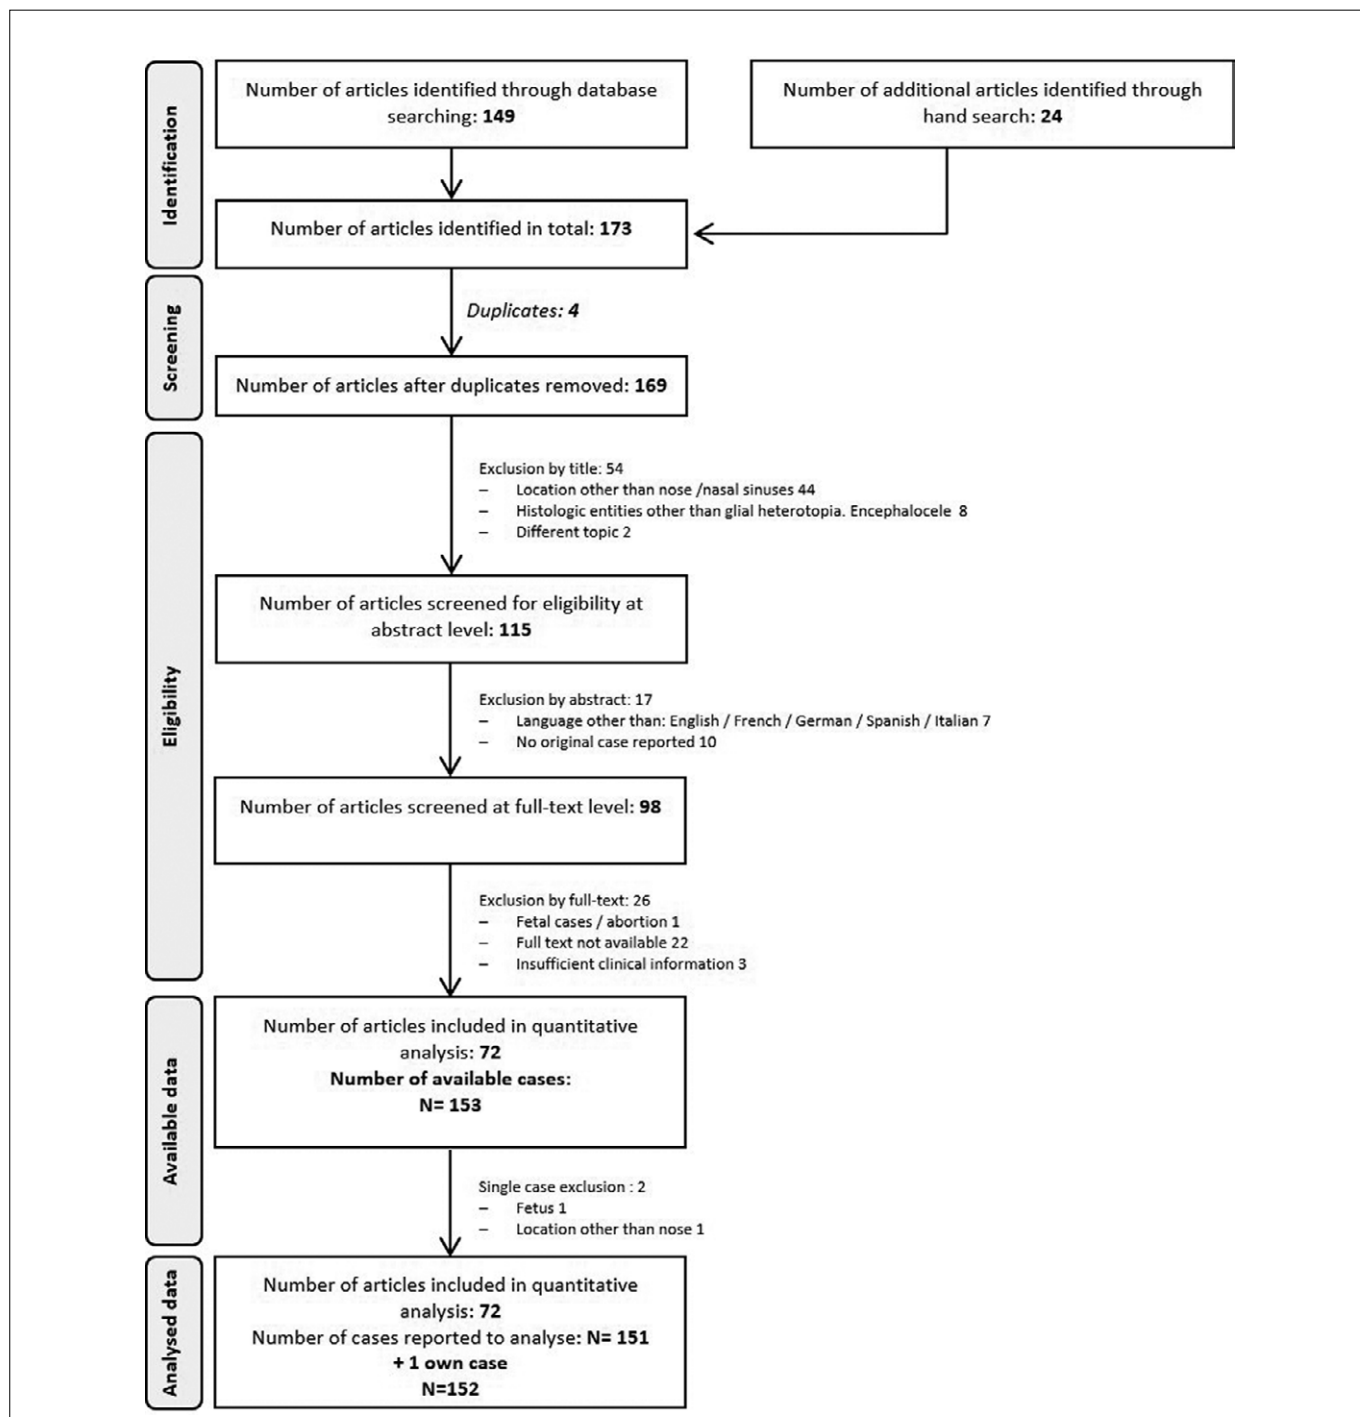 Identification
Number of articles identified through database
searching: 149
Number of additional articles identified through
hand search: 24
Number of articles identified in total: 173
Screening
Duplicates: 4
Number of articles after duplicates removed: 169
Eligibility
Exclusion by title: 54
– Location other than nose /nasal sinuses 44
– Histologic entities other than glial heterotopia. Encephalocele 8
– Different topic 2
Number of articles screened for eligibility at
abstract level: 115
Exclusion by abstract: 17
– Language other than: English / French / German / Spanish / Italian 7
– No original case reported 10
Number of articles screened at full-text level: 98
Exclusion by full-text: 26
– Fetal cases / abortion 1
– Full text not available 22
– Insufficient clinical information 3
Available data
Number of articles included in quantitative
analysis: 72
Number of available cases:
N= 153
Single case exclusion : 2
– Fetus 1
– Location other than nose 1
Analysed data
Number of articles included in quantitative
analysis: 72
Number of cases reported to analyse: N= 151
+ 1 own case
N=152